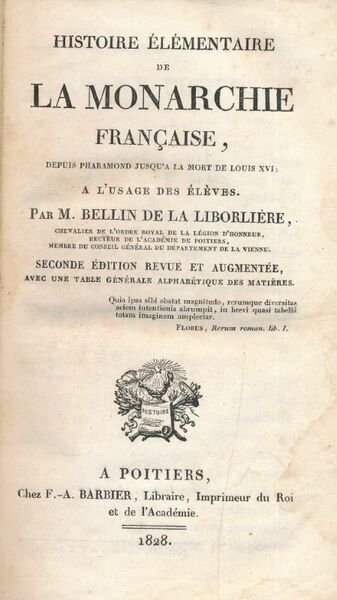 HISTOIRE ÉLÉMENTAIRE
DE
LA MONARCHIE
FRANÇAISE,
DEPUIS PHARAMOND JUSQU'A LA MORT DE LOUIS XVI;
A L'USAGE DES ÉLÈVES.
PAR M. BELLIN DE LA LIBORLIÈRE,
CHEVALIER DE L'ORDRE ROYAL DE LA LÉGION D'HONNEUR,
RECTEUR DE L'ACADÉMIE DE POITIERS,
MEMBRE DU CONSEIL GÉNÉRAL DU DÉPARTEMENT DE LA VIENNE.
SECONDE ÉDITION REVUE ET AUGMENTÉE,
AVEC UNE TABLE GÉNÉRALE ALPHABÉTIQUE DES MATIÈRES.
Quia ipsa sibi obstat magnitudo, rerumque diversitas
aciem intentionis abrumpit, in brevi quasi tabellâ
totam imaginem amplectar.
FLORUS, Rerum roman. lib. I.
HISTOIRE
A POITIERS,
Chez F.-A. BARBIER, Libraire, Imprimeur du Roi
et de l'Académie.
1828.